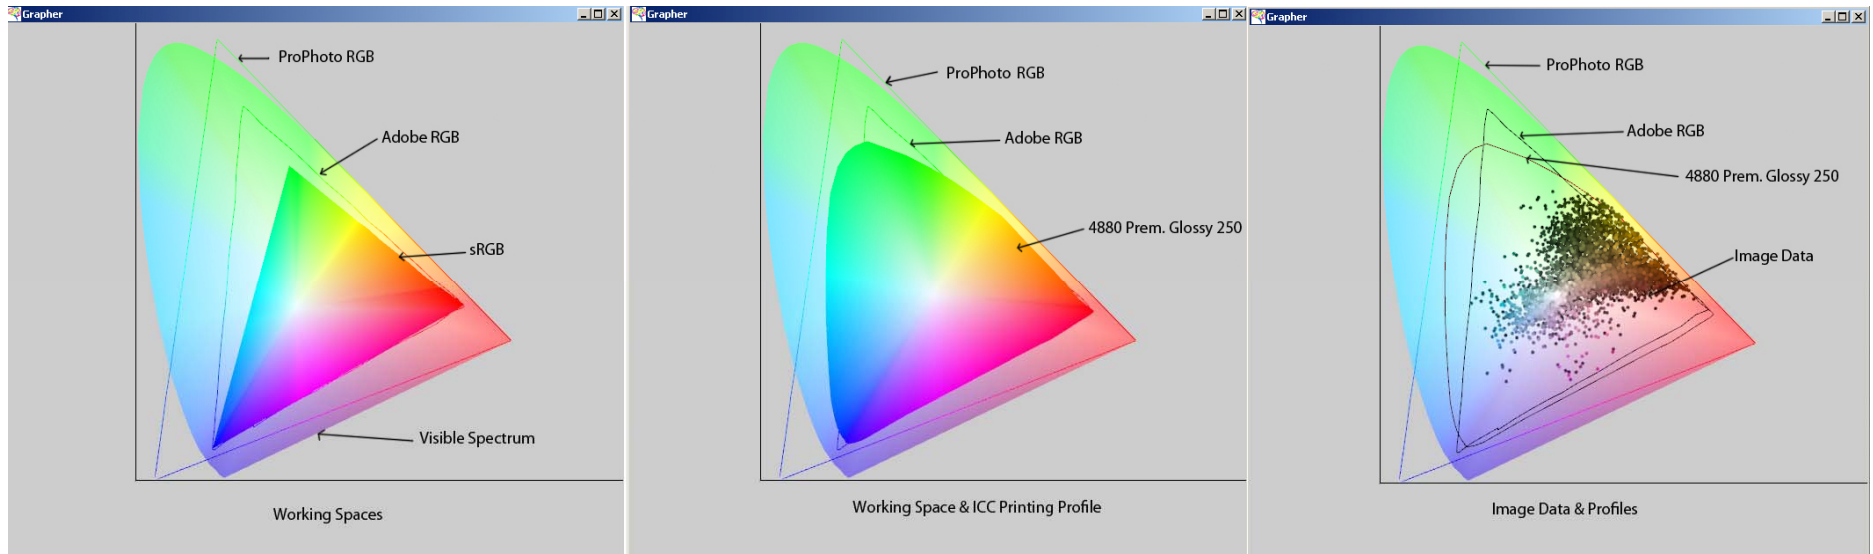 Grapher
ProPhoto RGB
Adobe RGB
sRGB
Visible Spectrum
Working Spaces
Grapher
ProPhoto RGB
Adobe RGB
4880 Prem. Glossy 250
Working Space & ICC Printing Profile
Grapher
ProPhoto RGB
Adobe RGB
4880 Prem. Glossy 250
Image Data
Image Data & Profiles